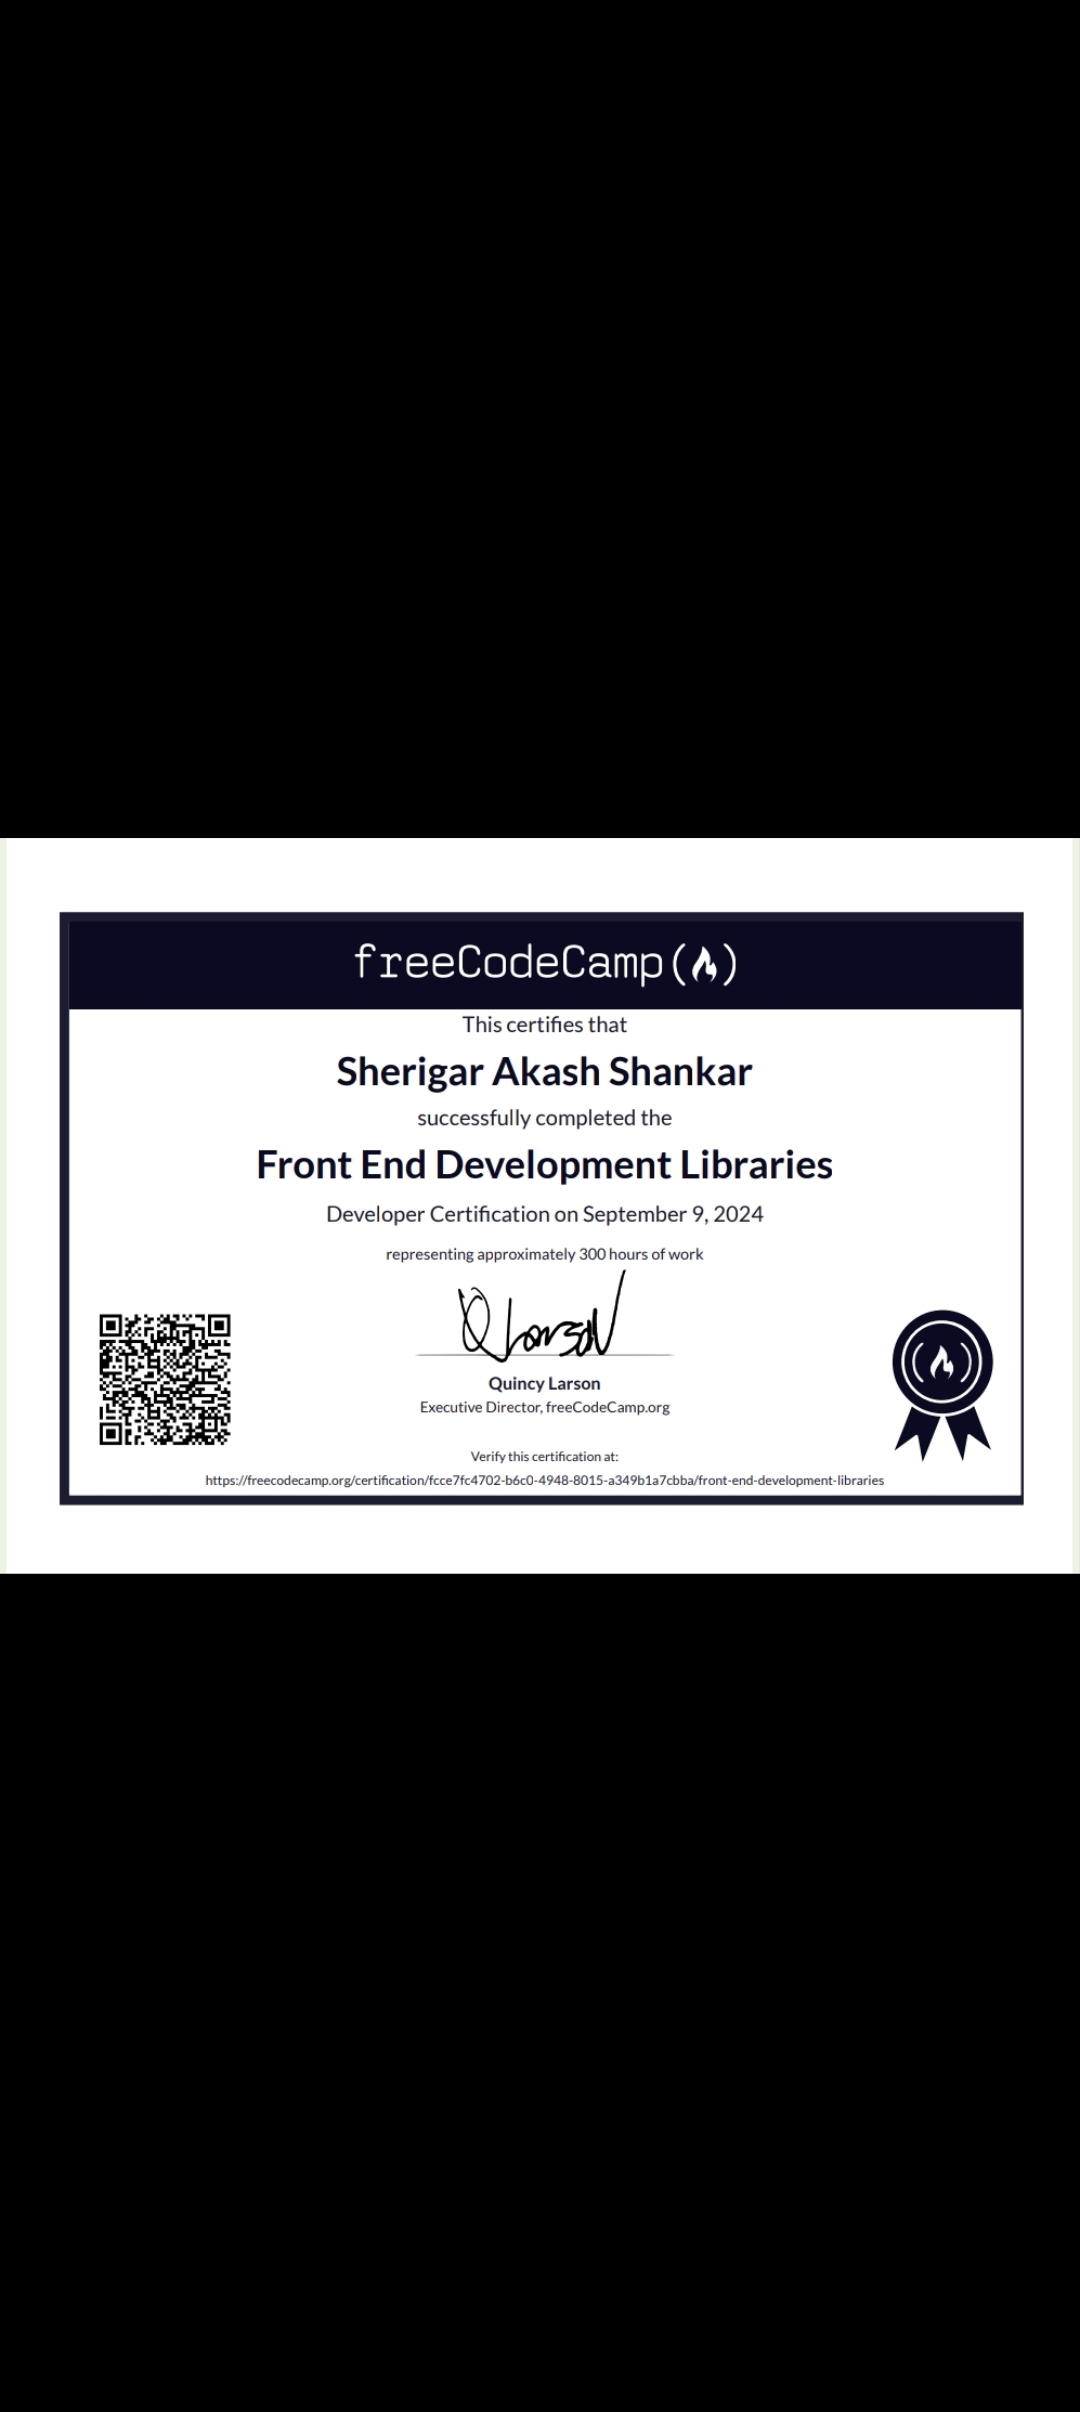 freeCodeCamp(🔥)
This certifies that
Sherigar Akash Shankar
successfully completed the
Front End Development Libraries
Developer Certification on September 9, 2024
representing approximately 300 hours of work
Q Larson
Quincy Larson
Executive Director, freeCodeCamp.org
Verify this certification at:
https://freecodecamp.org/certification/fcce7fc4702-b6c0-4948-8015-a349b1a7cbba/front-end-development-libraries